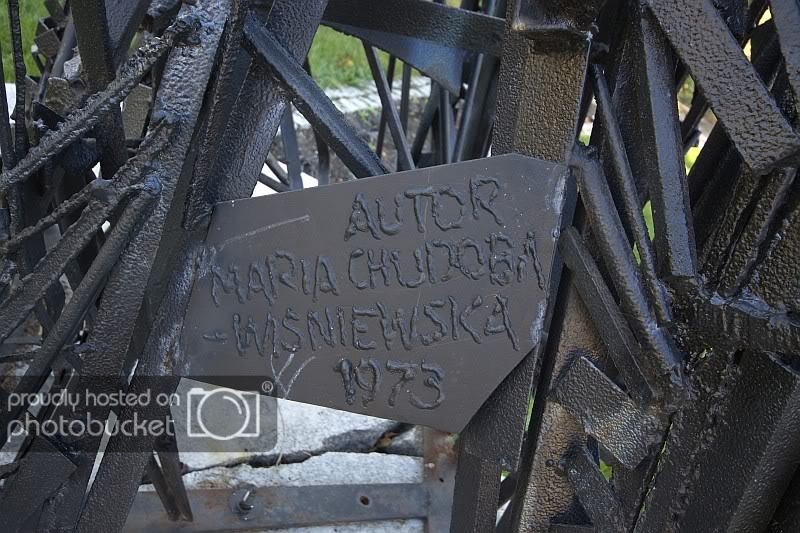 AUTOR
MARIA CHUDOBA
-WIŚNIEWSKA
1973
proudly hosted on
photobucket